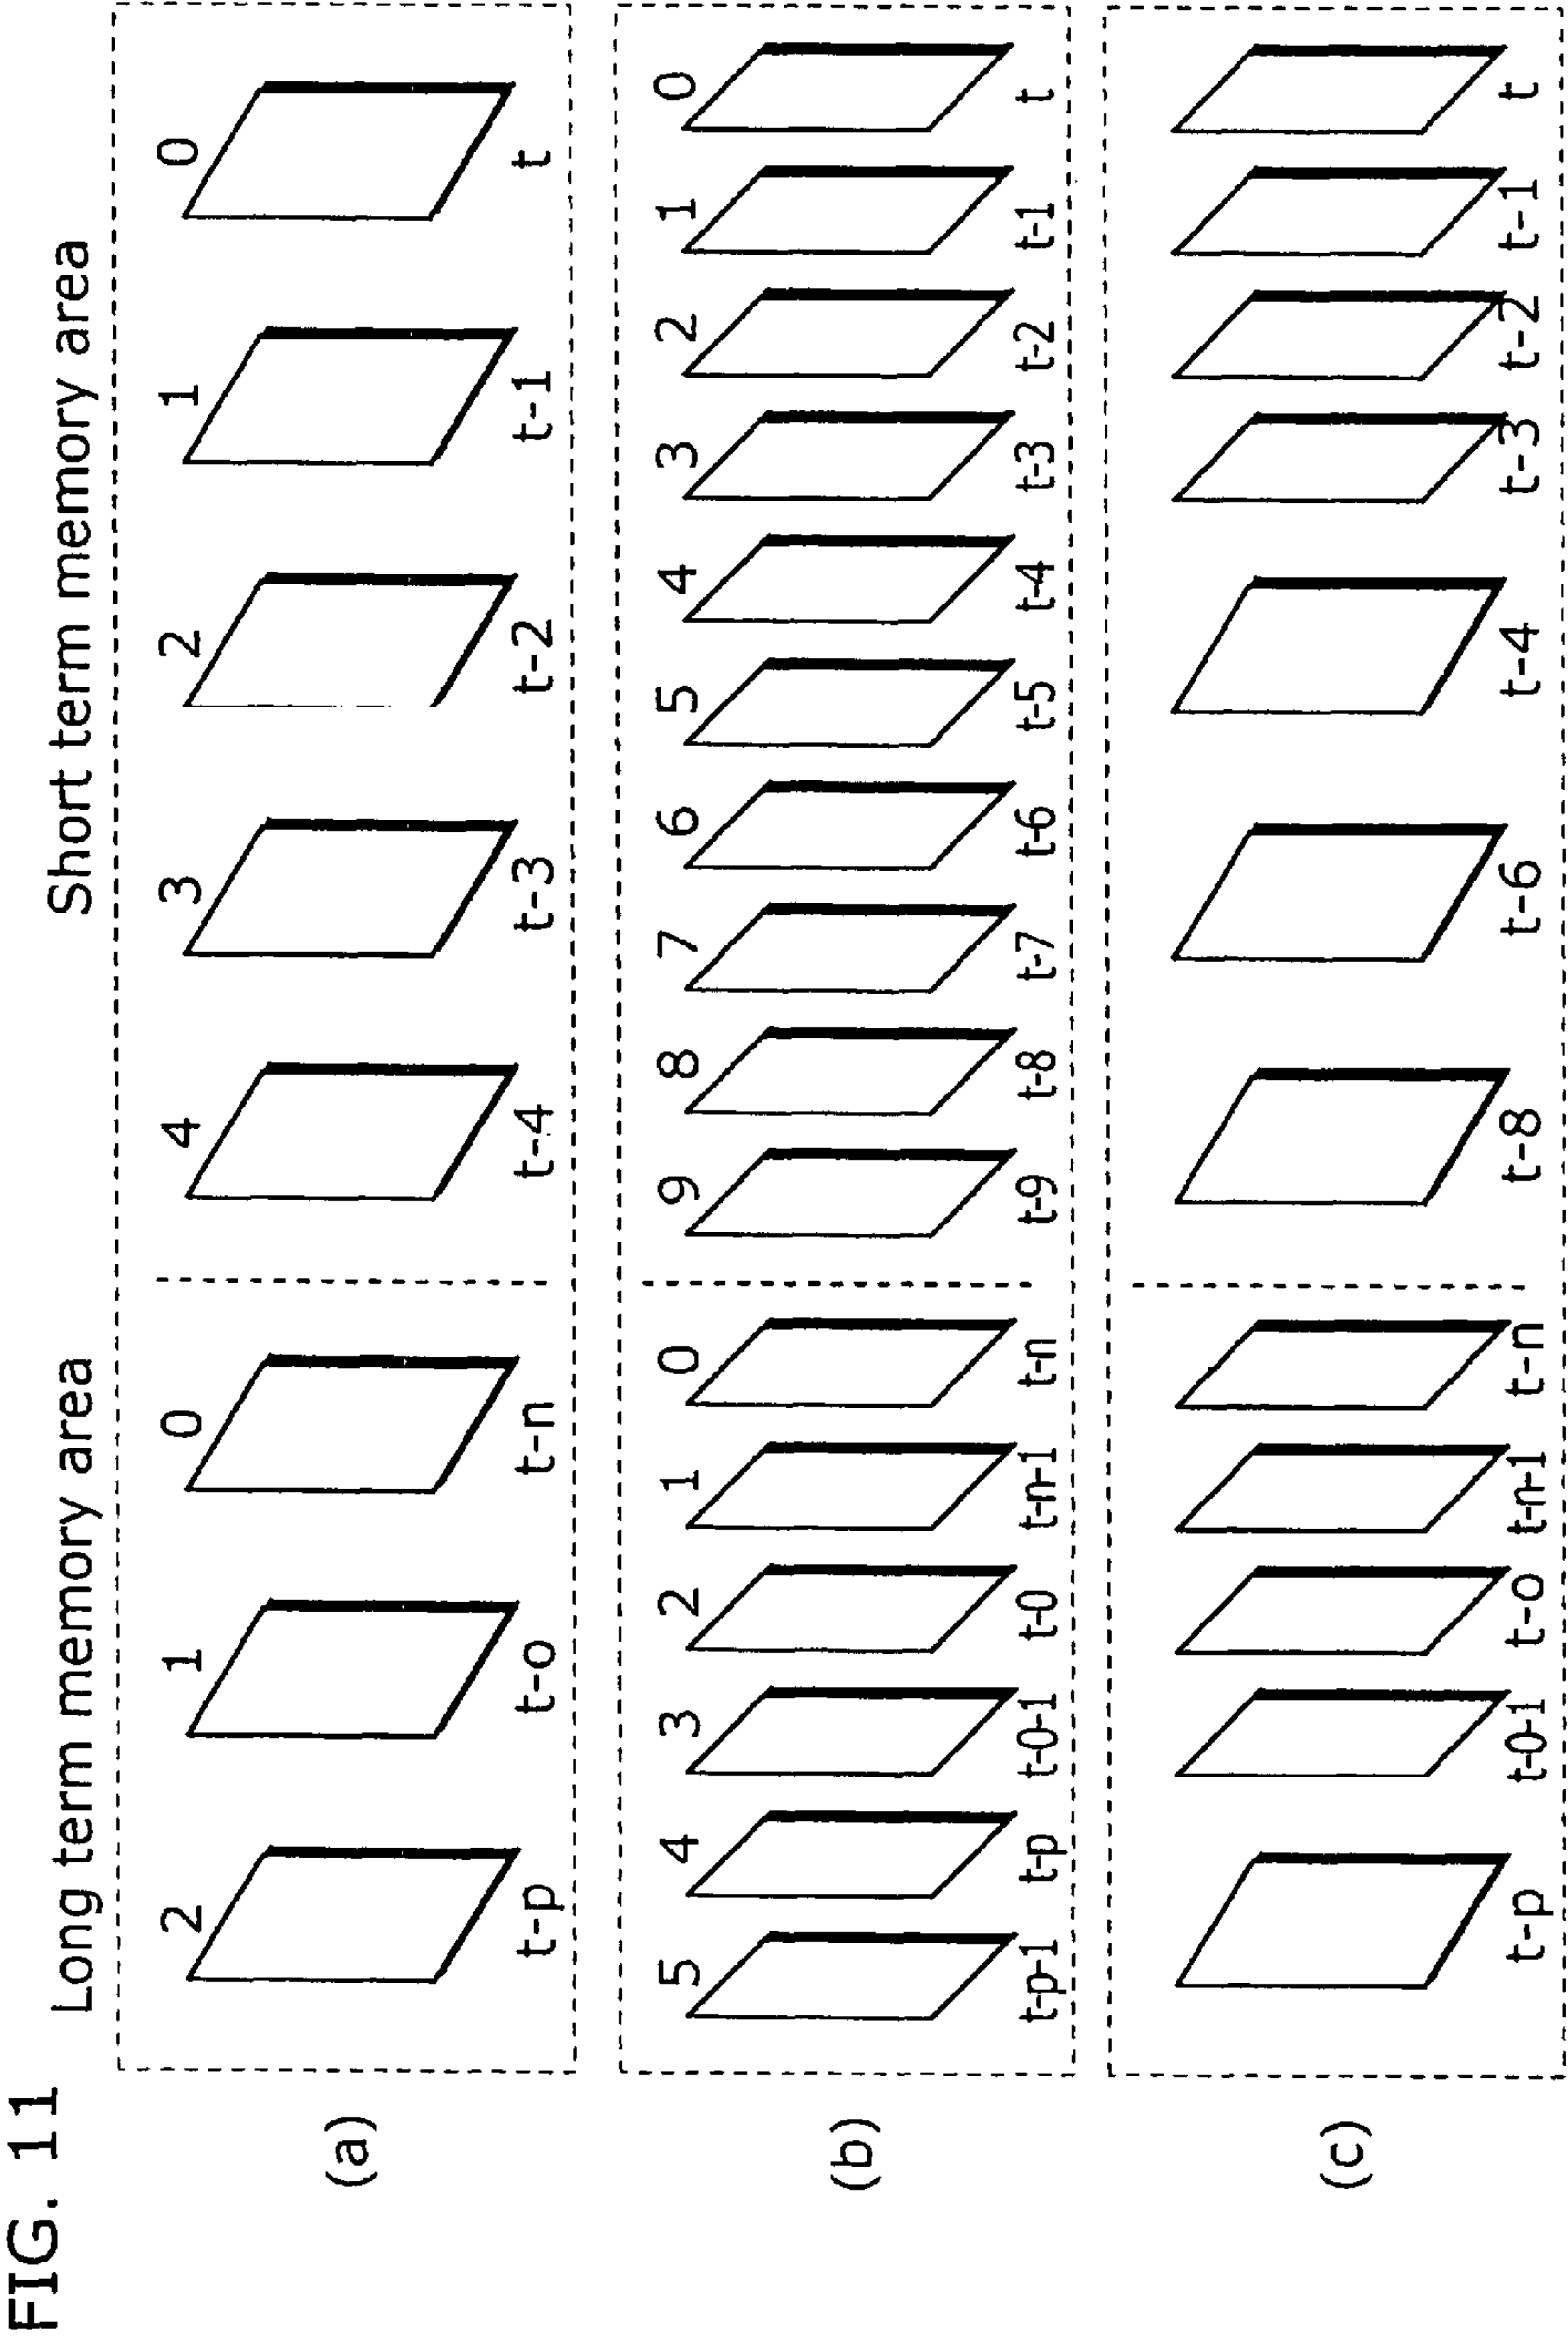 FIG. 11
Long term memory area Short term memory area
(a)
2 1 0 4 3 2 1 0
t-p t-o t-n t-4 t-3 t-2 t-1 t
(b)
5 4 3 2 1 0 9 8 7 6 5 4 3 2 1 0
t-p-1 t-p t-0-1 t-0 t-n-1 t-n t-9 t-8 t-7 t-6 t-5 t-4 t-3 t-2 t-1 t
(c)
t-p t-0-1 t-o t-n-1 t-n t-8 t-6 t-4 t-3 t-2 t-1 t